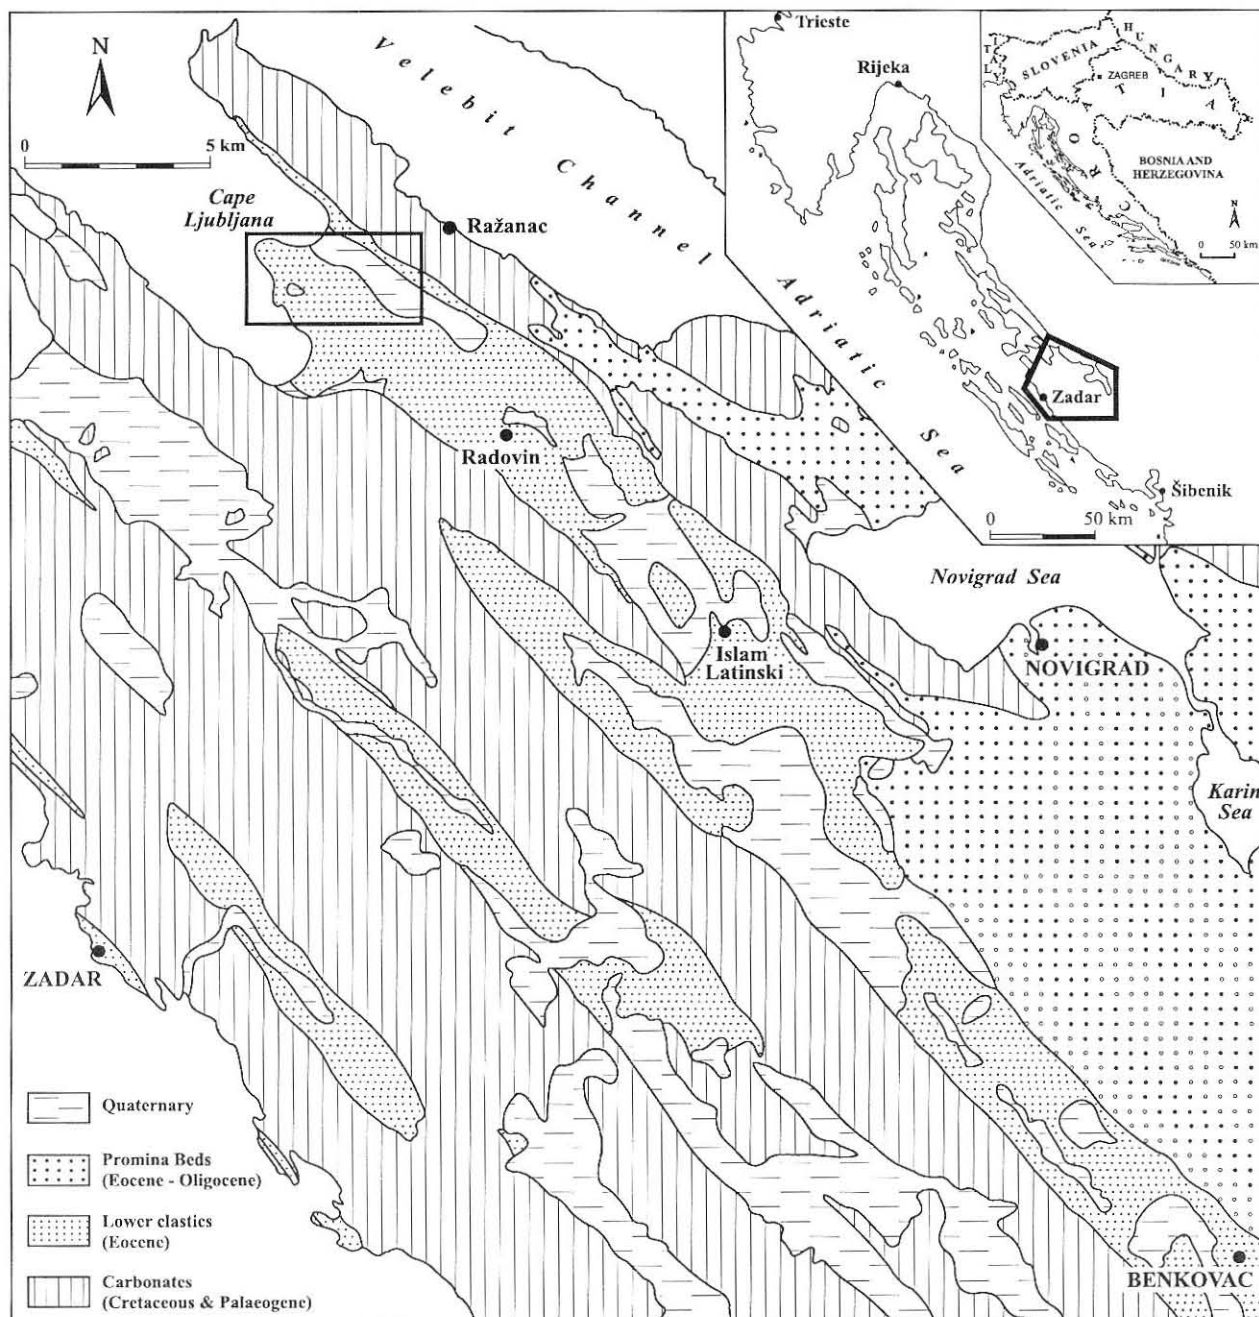 N
0 5 km
Velebit Channel
Cape
Ljubljana
Ražanac
Radovin
Islam
Latinski
Novigrad Sea
NOVIGRAD
Karin
Sea
ZADAR
BENKOVAC
Trieste
Rijeka
Adriatic Sea
Zadar
Šibenik
0 50 km
ITALY
SLOVENIA
HUNGARY
ZAGREB
CROATIA
BOSNIA AND
HERZEGOVINA
Adriatic Sea
N
0 50 km
Quaternary
Promina Beds
(Eocene - Oligocene)
Lower clastics
(Eocene)
Carbonates
(Cretaceous & Palaeogene)